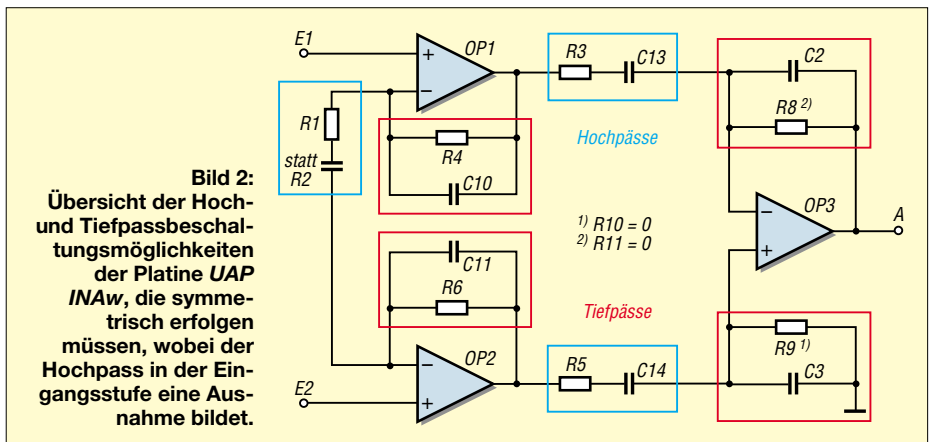 E1
OP1
R3
C13
C2
R8 2)
R1
statt
R2
R4
C10
Hochpässe
Bild 2:
Übersicht der Hoch-
und Tiefpassbeschal-
tungsmöglichkeiten
der Platine UAP
INAw, die symme-
trisch erfolgen
müssen, wobei der
Hochpass in der Ein-
gangsstufe eine Aus-
nahme bildet.
+
−
OP3
−
+
A
1) R10 = 0
2) R11 = 0
C11
R6
Tiefpässe
R9 1)
C3
−
+
OP2
R5
C14
E2